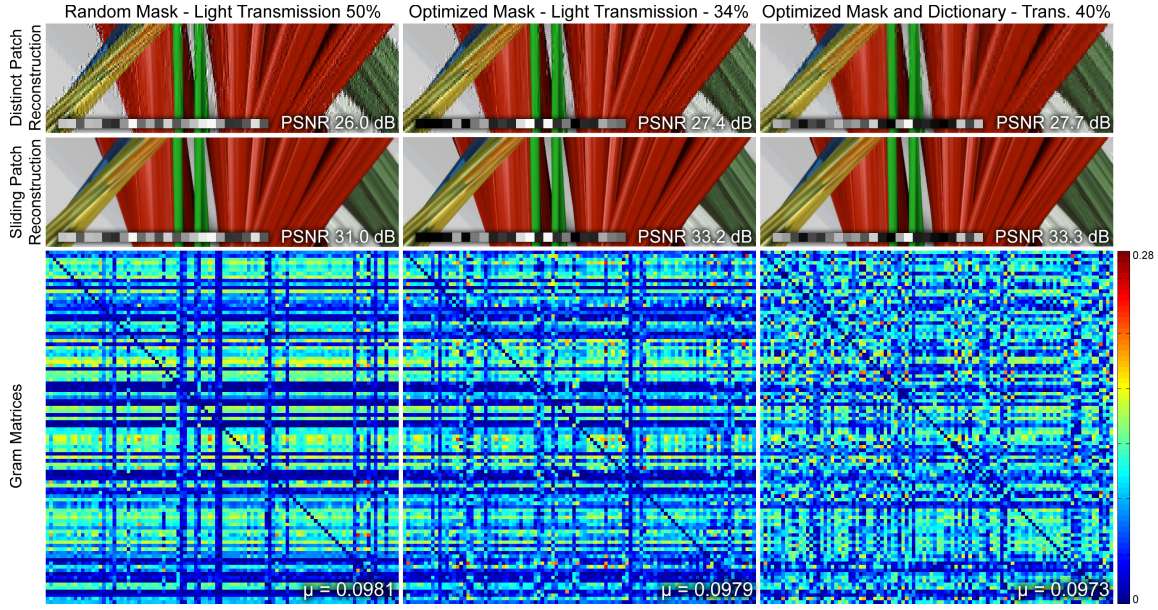 Random Mask - Light Transmission 50%
Optimized Mask - Light Transmission - 34%
Optimized Mask and Dictionary - Trans. 40%
Distinct Patch
Reconstruction
PSNR 26.0 dB
PSNR 27.4 dB
PSNR 27.7 dB
Sliding Patch
Reconstruction
PSNR 31.0 dB
PSNR 33.2 dB
PSNR 33.3 dB
Gram Matrices
µ = 0.0981
µ = 0.0979
µ = 0.0973
0.28
0